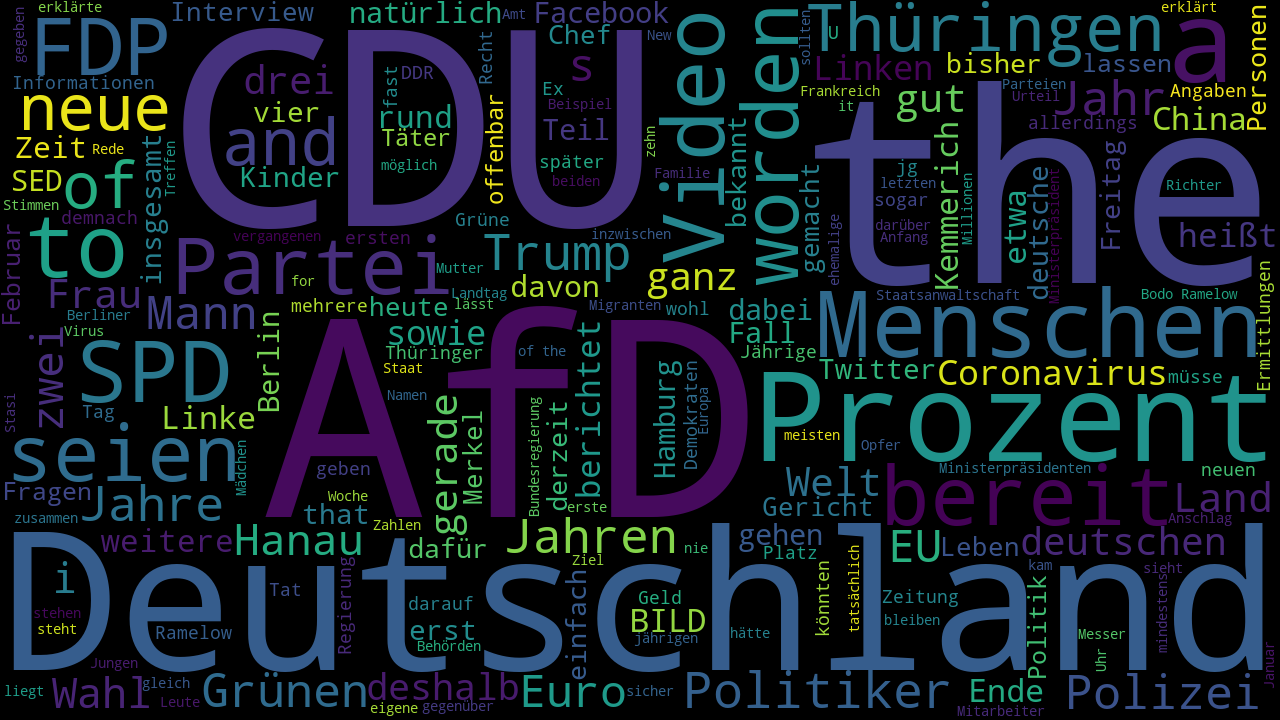 erklärte
Interview
natürlich
Amt
Facebook
Thüringen
erklärt
gegeben
FDP
CDU
Chef
New
Video
worden
sollten
U
a
Personen
Informationen
drei
DDR
Recht
s
Linken
bisher
lassen
neue
vier
fast
rund
Ex
Beispiel
Frankreich
it
Parteien
Urteil
Jahr
Angaben
and
Täter
offenbar
Teil
zehn
gut
the
allerdings
China
Zeit
Rede
insgesamt
Treffen
möglich
später
beiden
Familie
bekannt
gemacht
jg
letzten
sogar
Kemmerich
Millionen
etwa
deutsche
Ministerpräsident
Freitag
Richter
SED
of
Kinder
Stimmen
demnach
Grüne
inzwischen
ehemalige
darüber
Anfang
heißt
Februar
to
vergangenen
ersten
Partei
Trump
Mutter
for
ganz
Frau
Mann
mehrere
heute
lässt
Landtag
davon
Migranten
wohl
dabei
Staatsanwaltschaft
Bodo Ramelow
Ermittlungen
Berliner
Virus
Berlin
sowie
Fall
Menschen
zwei
SPD
Thüringer
of the
Jährige
Staat
AfD
berichtet
Hamburg
Demokraten
Europa
Twitter
Coronavirus
müsse
Stasi
Tag
Linke
Namen
gerade
Merkel
Bundesregierung
derzeit
Prozent
meisten
Opfer
seien
Mädchen
geben
Ministerpräsidenten
neuen
Fragen
Jahre
Woche
erste
Welt
Gericht
bereit
Land
zusammen
that
Zahlen
Anschlag
weitere
Hanau
dafür
Jahren
nie
gehen
Platz
EU
Leben
deutschen
Ziel
kam
sieht
i
Tat
Regierung
Deutschland
darauf
einfach
Geld
könnten
tatsächlich
Zeitung
Politik
mindestens
stehen
steht
Ramelow
erst
BILD
jährigen
hätte
bleiben
Messer
Behörden
Uhr
Januar
Jungen
liegt
Wahl
gleich
Leute
Grünen
deshalb
eigene
gegenüber
Euro
sicher
Politiker
Ende
Mitarbeiter
Polizei